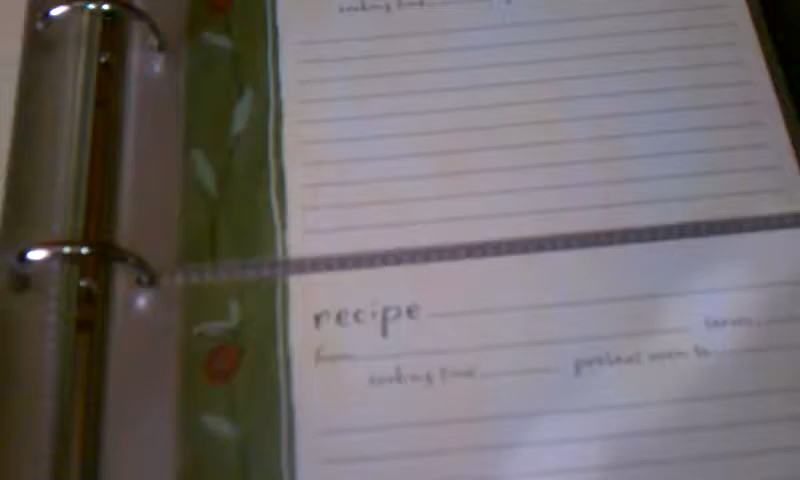 cooking time
recipe
from
serves
cooking time preheat oven to